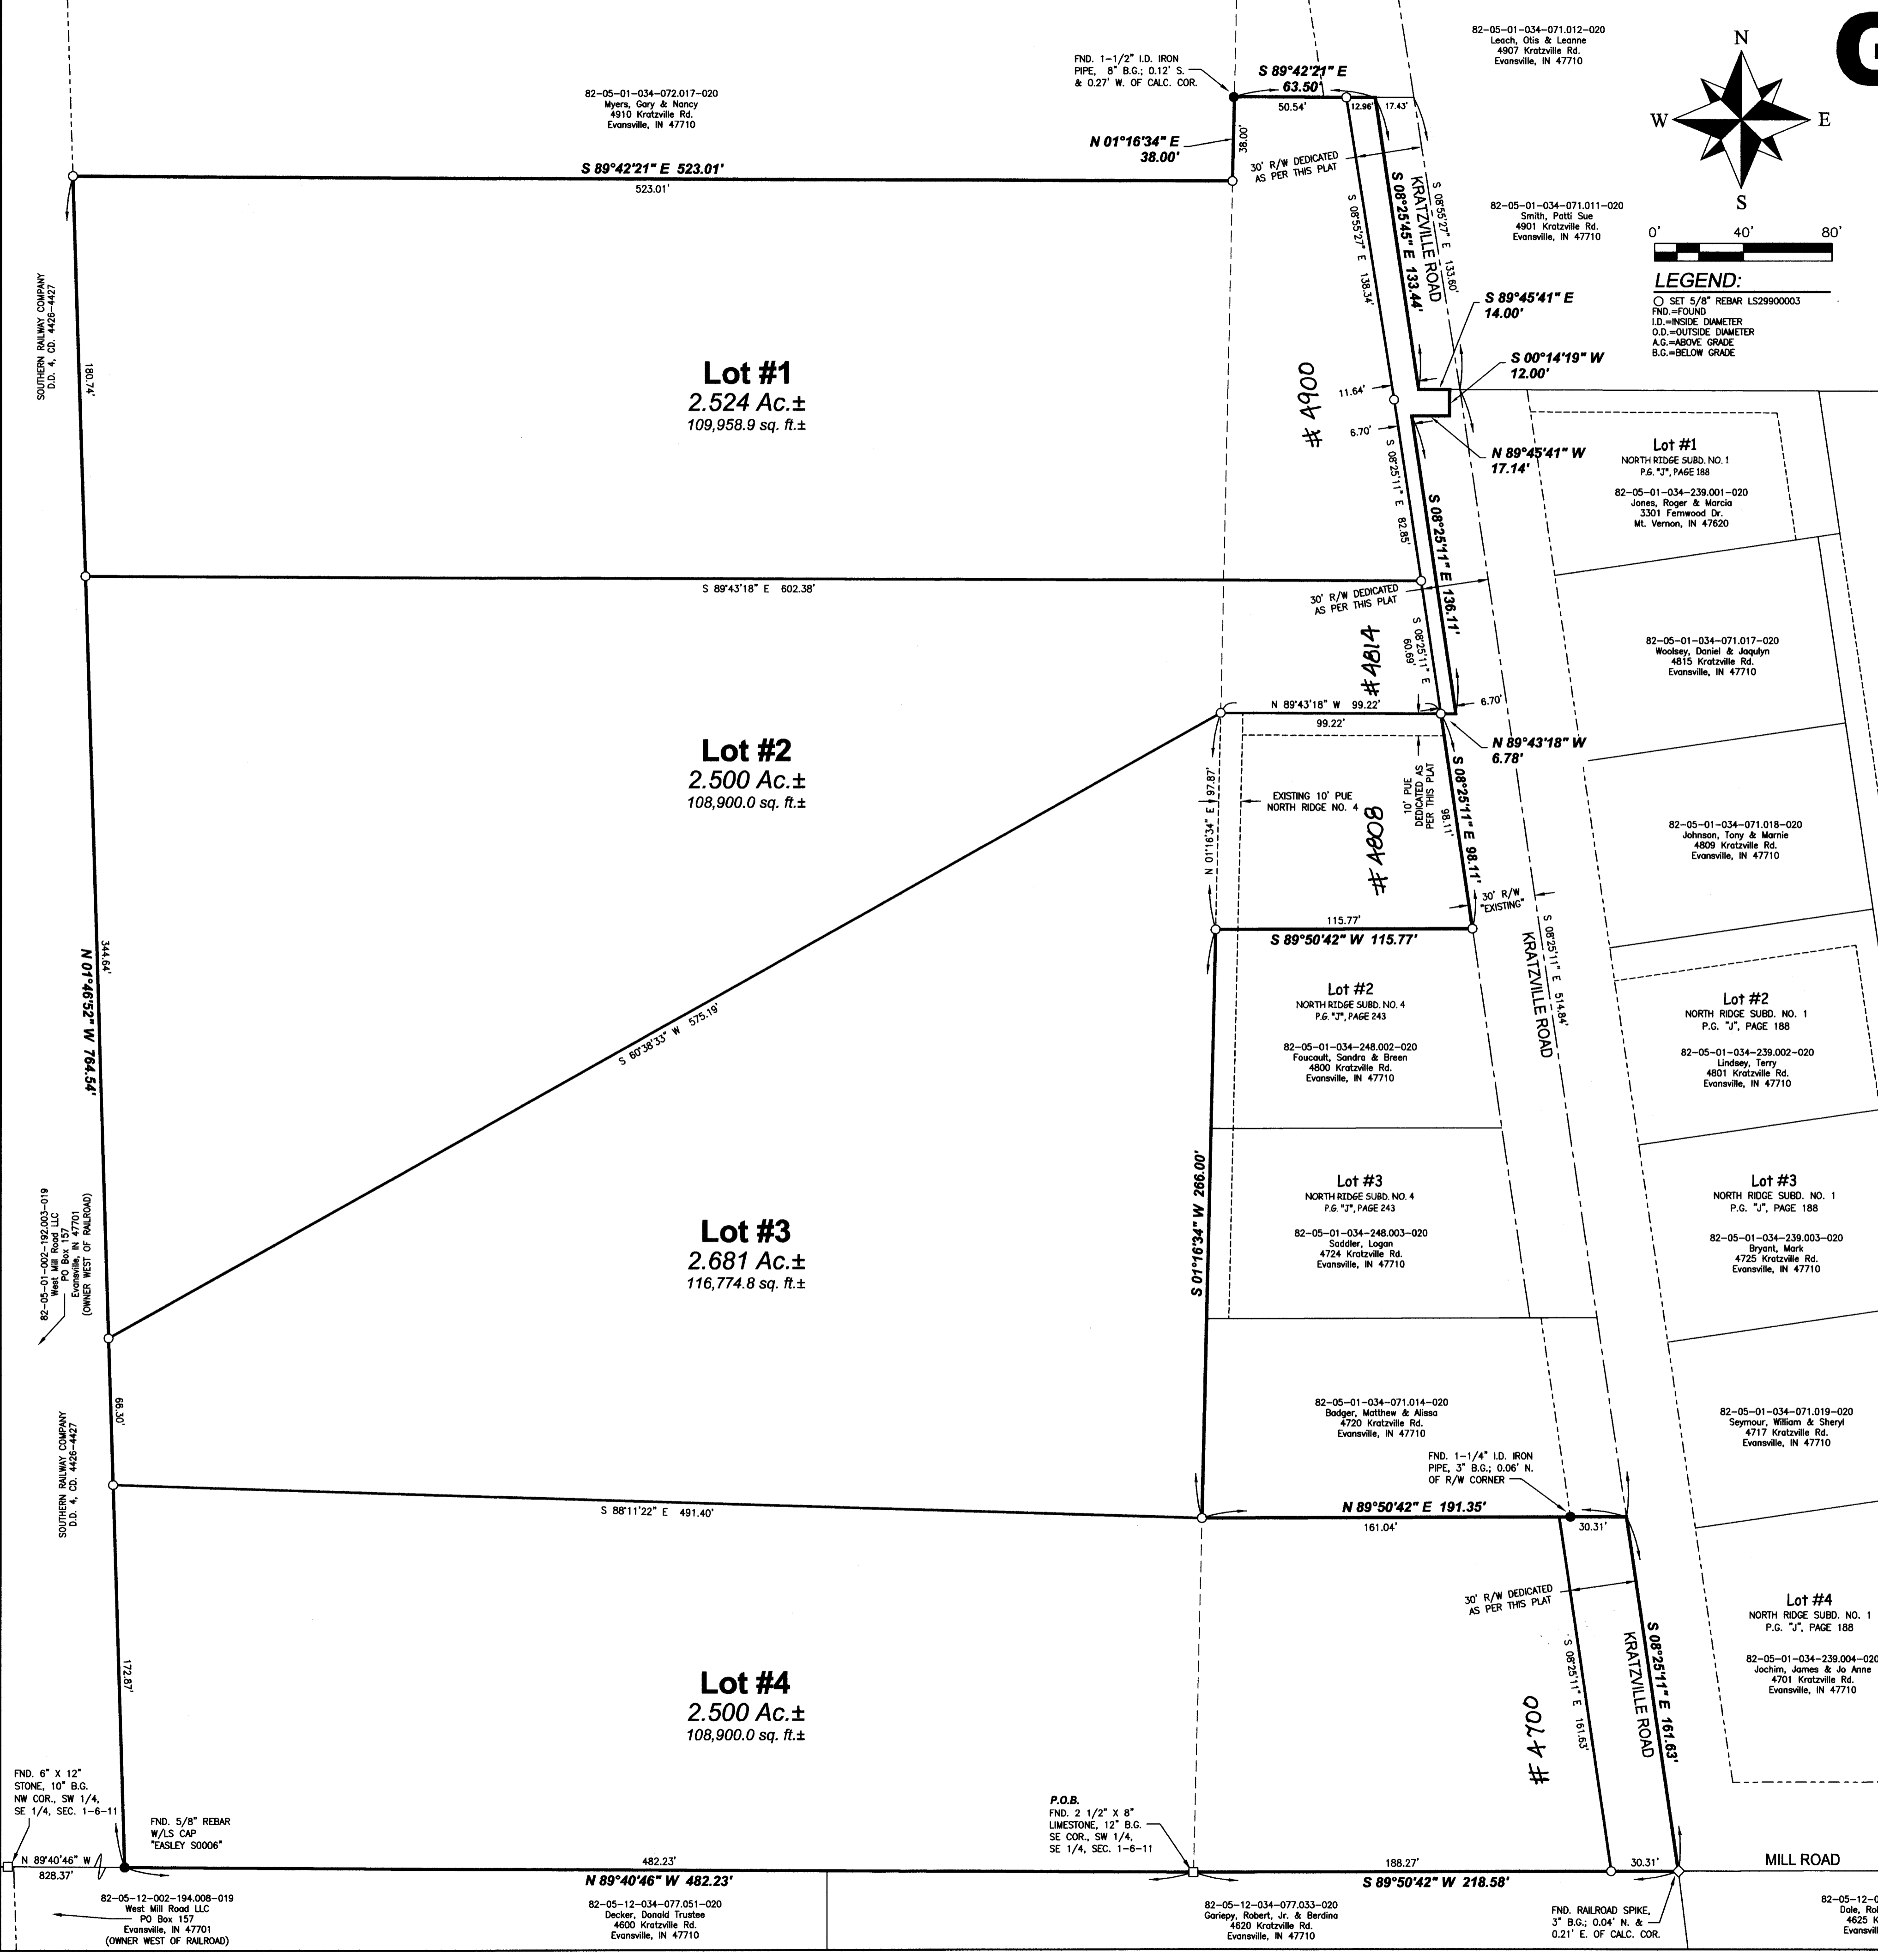 G
82-05-01-034-071.012-020
Leach, Otis & Leanne
4907 Kratzville Rd.
Evansville, IN 47710
N
W
E
S
FND. 1-1/2" I.D. IRON
PIPE, 8" B.G.; 0.12' S.
& 0.27' W. OF CALC. COR.
S 89°42'21" E
63.50'
50.54'
12.96'
17.43'
82-05-01-034-072.017-020
Myers, Gary & Nancy
4910 Kratzville Rd.
Evansville, IN 47710
N 01°16'34" E
38.00'
38.00'
30' R/W DEDICATED
AS PER THIS PLAT
S 89°42'21" E 523.01'
523.01'
S 08°55'27" E 138.34'
S 08°25'45" E 133.44'
KRATZVILLE ROAD
S 08°55'27" E 133.60'
82-05-01-034-071.011-020
Smith, Patti Sue
4901 Kratzville Rd.
Evansville, IN 47710
0' 40' 80'
LEGEND:
SET 5/8" REBAR LS29900003
FND.=FOUND
I.D.=INSIDE DIAMETER
O.D.=OUTSIDE DIAMETER
A.G.=ABOVE GRADE
B.G.=BELOW GRADE
S 89°45'41" E
14.00'
S 00°14'19" W
12.00'
SOUTHERN RAILWAY COMPANY
D.D. 4, CD. 4426-4427
180.74'
Lot #1
2.524 Ac.±
109,958.9 sq. ft.±
# 4900
11.64'
6.70'
N 89°45'41" W
17.14'
S 08°25'11" E 82.85'
S 08°25'11" E 136.11'
Lot #1
NORTH RIDGE SUBD. NO. 1
P.G. "J", PAGE 188
82-05-01-034-239.001-020
Jones, Roger & Marcia
3301 Fernwood Dr.
Mt. Vernon, IN 47620
S 89°43'18" E 602.38'
30' R/W DEDICATED
AS PER THIS PLAT
S 08°25'11" E
60.69'
# 4814
82-05-01-034-071.017-020
Woolsey, Daniel & Jaqulyn
4815 Kratzville Rd.
Evansville, IN 47710
N 89°43'18" W 99.22'
99.22'
6.70'
N 89°43'18" W
6.78'
Lot #2
2.500 Ac.±
108,900.0 sq. ft.±
N 01°16'34" E 97.87'
EXISTING 10' PUE
NORTH RIDGE NO. 4
10' PUE
DEDICATED AS
PER THIS PLAT
98.11'
S 08°25'11" E 98.11'
# 4808
82-05-01-034-071.018-020
Johnson, Tony & Marnie
4809 Kratzville Rd.
Evansville, IN 47710
30' R/W
"EXISTING"
115.77'
S 89°50'42" W 115.77'
S 08°25'11" E 514.84'
KRATZVILLE ROAD
344.64'
N 01°46'52" W 764.54'
S 60°38'33" W 575.19'
Lot #2
NORTH RIDGE SUBD. NO. 4
P.G. "J", PAGE 243
82-05-01-034-248.002-020
Foucault, Sandra & Breen
4800 Kratzville Rd.
Evansville, IN 47710
Lot #2
NORTH RIDGE SUBD. NO. 1
P.G. "J", PAGE 188
82-05-01-034-239.002-020
Lindsey, Terry
4801 Kratzville Rd.
Evansville, IN 47710
82-05-01-002-192.003-019
West Mill Road LLC
PO Box 157
Evansville, IN 47701
(OWNER WEST OF RAILROAD)
Lot #3
2.681 Ac.±
116,774.8 sq. ft.±
S 01°16'34" W 266.00'
Lot #3
NORTH RIDGE SUBD. NO. 4
P.G. "J", PAGE 243
82-05-01-034-248.003-020
Saddler, Logan
4724 Kratzville Rd.
Evansville, IN 47710
Lot #3
NORTH RIDGE SUBD. NO. 1
P.G. "J", PAGE 188
82-05-01-034-239.003-020
Bryant, Mark
4725 Kratzville Rd.
Evansville, IN 47710
66.30'
SOUTHERN RAILWAY COMPANY
D.D. 4, CD. 4426-4427
82-05-01-034-071.014-020
Badger, Matthew & Alissa
4720 Kratzville Rd.
Evansville, IN 47710
82-05-01-034-071.019-020
Seymour, William & Sheryl
4717 Kratzville Rd.
Evansville, IN 47710
FND. 1-1/4" I.D. IRON
PIPE, 3" B.G.; 0.06' N.
OF R/W CORNER
S 88°11'22" E 491.40'
N 89°50'42" E 191.35'
161.04'
30.31'
30' R/W DEDICATED
AS PER THIS PLAT
172.87'
Lot #4
2.500 Ac.±
108,900.0 sq. ft.±
# 4700
S 08°25'11" E 161.63'
KRATZVILLE ROAD
S 08°25'11" E 161.63'
Lot #4
NORTH RIDGE SUBD. NO. 1
P.G. "J", PAGE 188
82-05-01-034-239.004-020
Jochim, James & Jo Anne
4701 Kratzville Rd.
Evansville, IN 47710
FND. 6" X 12"
STONE, 10" B.G.
NW COR., SW 1/4,
SE 1/4, SEC. 1-6-11
FND. 5/8" REBAR
W/LS CAP
"EASLEY S0006"
P.O.B.
FND. 2 1/2" X 8"
LIMESTONE, 12" B.G.
SE COR., SW 1/4,
SE 1/4, SEC. 1-6-11
N 89°40'46" W
828.37'
482.23'
N 89°40'46" W 482.23'
188.27'
30.31'
S 89°50'42" W 218.58'
MILL ROAD
82-05-12-002-194.008-019
West Mill Road LLC
PO Box 157
Evansville, IN 47701
(OWNER WEST OF RAILROAD)
82-05-12-034-077.051-020
Decker, Donald Trustee
4600 Kratzville Rd.
Evansville, IN 47710
82-05-12-034-077.033-020
Gariepy, Robert, Jr. & Berdina
4620 Kratzville Rd.
Evansville, IN 47710
FND. RAILROAD SPIKE,
3" B.G.; 0.04' N. &
0.21' E. OF CALC. COR.
82-05-12-0
Dale, Rol
4625 K
Evansvil